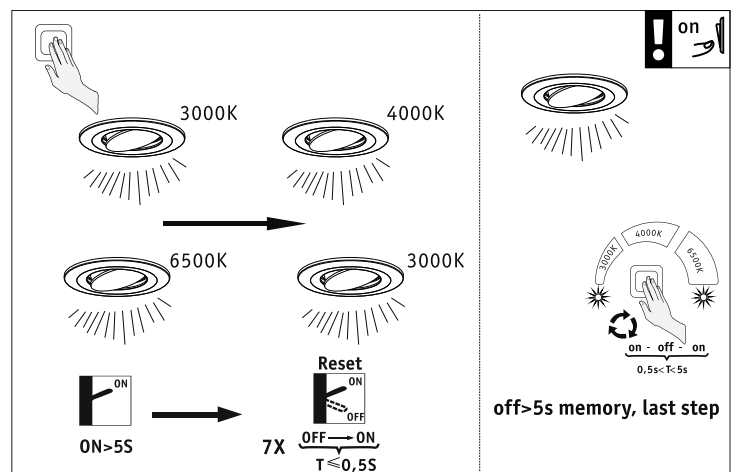 3000K
4000K
6500K
3000K
ON
ON>5S
Reset
ON
OFF
7X
OFF ON
T≤0,5S
on
3000K
4000K
6500K
on - off - on
0,5s<T<5s
off>5s memory, last step